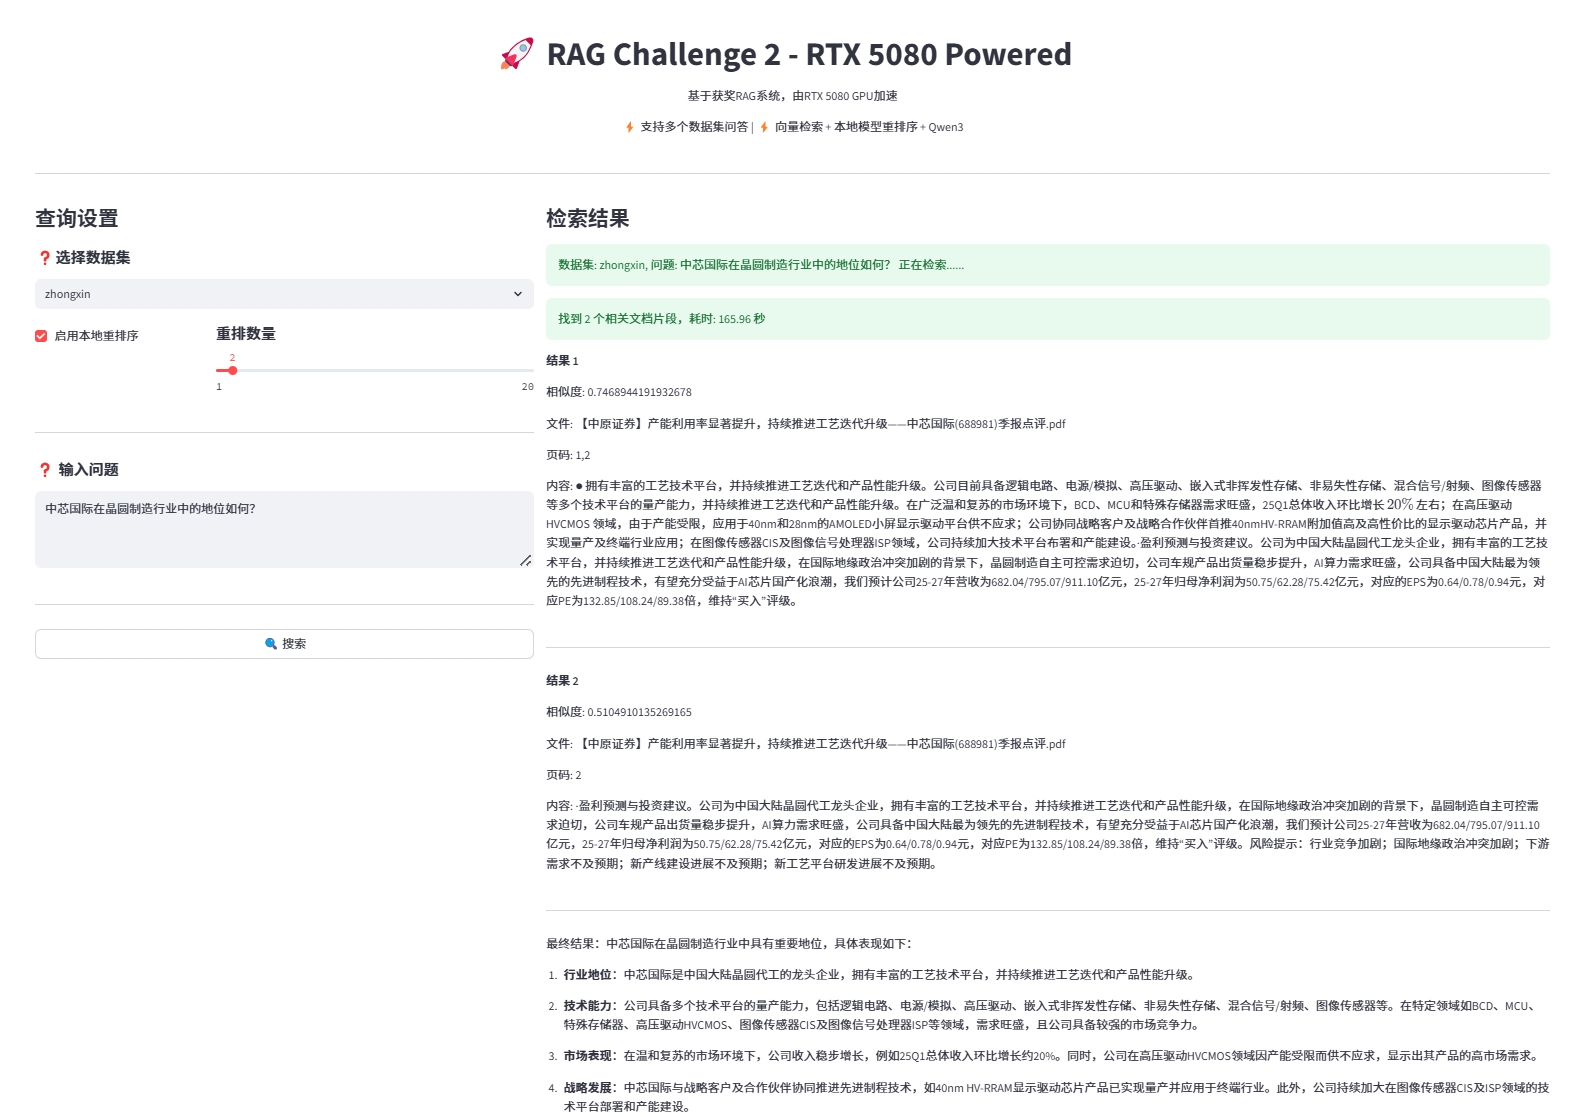 RAG Challenge 2 - RTX 5080 Powered
基于获奖RAG系统，由RTX 5080 GPU加速
支持多个数据集问答 | 向量检索 + 本地模型重排序 + Qwen3
查询设置
选择数据集
zhongxin
启用本地重排序
重排数量
2
1
20
输入问题
中芯国际在晶圆制造行业中的地位如何？
搜索
检索结果
数据集: zhongxin, 问题: 中芯国际在晶圆制造行业中的地位如何？ 正在检索......
找到 2 个相关文档片段，耗时: 165.96 秒
结果 1
相似度: 0.7468944191932678
文件: 【中原证券】产能利用率显著提升，持续推进工艺迭代升级——中芯国际(688981)季报点评.pdf
页码: 1,2
内容: ● 拥有丰富的工艺技术平台，并持续推进工艺迭代和产品性能升级。公司目前具备逻辑电路、电源/模拟、高压驱动、嵌入式非挥发性存储、非易失性存储、混合信号/射频、图像传感器
等多个技术平台的量产能力，并持续推进工艺迭代和产品性能升级。在广泛温和复苏的市场环境下，BCD、MCU和特殊存储器需求旺盛，25Q1总体收入环比增长 20% 左右；在高压驱动
HVCMOS 领域，由于产能受限，应用于40nm和28nm的AMOLED小屏显示驱动平台供不应求；公司协同战略客户及战略合作伙伴首推40nmHV-RRAM附加值高及高性价比的显示驱动芯片产品，并
实现量产及终端行业应用；在图像传感器CIS及图像信号处理器ISP领域，公司持续加大技术平台布署和产能建设。·盈利预测与投资建议。公司为中国大陆晶圆代工龙头企业，拥有丰富的工艺技
术平台，并持续推进工艺迭代和产品性能升级，在国际地缘政治冲突加剧的背景下，晶圆制造自主可控需求迫切，公司车规产品出货量稳步提升，AI算力需求旺盛，公司具备中国大陆最为领
先的先进制程技术，有望充分受益于AI芯片国产化浪潮，我们预计公司25-27年营收为682.04/795.07/911.10亿元，25-27年归母净利润为50.75/62.28/75.42亿元，对应的EPS为0.64/0.78/0.94元，对
应PE为132.85/108.24/89.38倍，维持“买入”评级。
结果 2
相似度: 0.5104910135269165
文件: 【中原证券】产能利用率显著提升，持续推进工艺迭代升级——中芯国际(688981)季报点评.pdf
页码: 2
内容: ·盈利预测与投资建议。公司为中国大陆晶圆代工龙头企业，拥有丰富的工艺技术平台，并持续推进工艺迭代和产品性能升级，在国际地缘政治冲突加剧的背景下，晶圆制造自主可控需
求迫切，公司车规产品出货量稳步提升，AI算力需求旺盛，公司具备中国大陆最为领先的先进制程技术，有望充分受益于AI芯片国产化浪潮，我们预计公司25-27年营收为682.04/795.07/911.10
亿元，25-27年归母净利润为50.75/62.28/75.42亿元，对应的EPS为0.64/0.78/0.94元，对应PE为132.85/108.24/89.38倍，维持“买入”评级。风险提示：行业竞争加剧；国际地缘政治冲突加剧；下游
需求不及预期；新产线建设进展不及预期；新工艺平台研发进展不及预期。
最终结果：中芯国际在晶圆制造行业中具有重要地位，具体表现如下：
1. 行业地位：中芯国际是中国大陆晶圆代工的龙头企业，拥有丰富的工艺技术平台，并持续推进工艺迭代和产品性能升级。
2. 技术能力：公司具备多个技术平台的量产能力，包括逻辑电路、电源/模拟、高压驱动、嵌入式非挥发性存储、非易失性存储、混合信号/射频、图像传感器等。在特定领域如BCD、MCU、
特殊存储器、高压驱动HVCMOS、图像传感器CIS及图像信号处理器ISP等领域，需求旺盛，且公司具备较强的市场竞争力。
3. 市场表现：在温和复苏的市场环境下，公司收入稳步增长，例如25Q1总体收入环比增长约20%。同时，公司在高压驱动HVCMOS领域因产能受限而供不应求，显示出其产品的高市场需求。
4. 战略发展：中芯国际与战略客户及合作伙伴协同推进先进制程技术，如40nm HV-RRAM显示驱动芯片产品已实现量产并应用于终端行业。此外，公司持续加大在图像传感器CIS及ISP领域的技
术平台部署和产能建设。